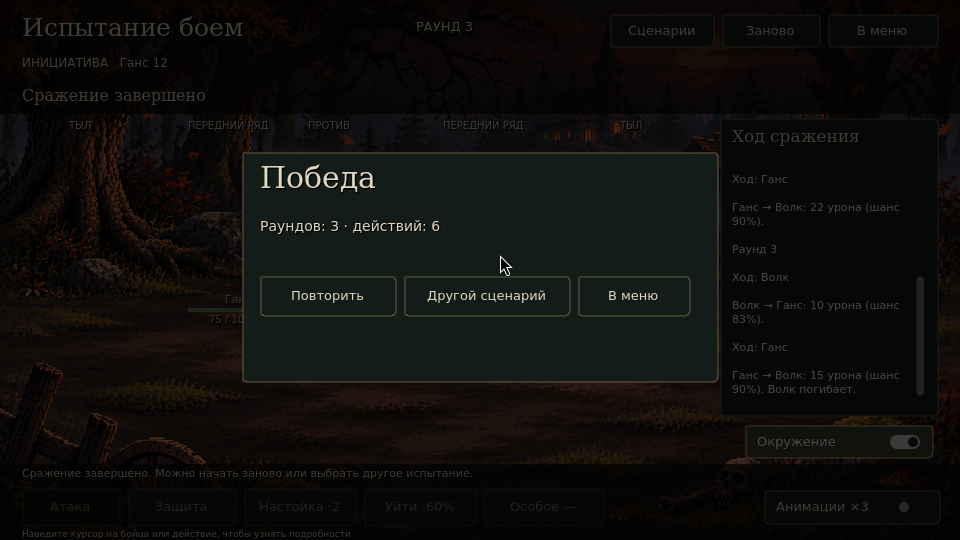 Испытание боем
РАУНД 3
Сценарии
Заново
В меню
ИНИЦИАТИВА Ганс 12
Сражение завершено
ТЫЛ
ПЕРЕДНИЙ РЯД
ПРОТИВ
ПЕРЕДНИЙ РЯД
ТЫЛ
Ход сражения
Ход: Ганс
Ганс → Волк: 22 урона (шанс
90%).
Раунд 3
Ход: Волк
Волк → Ганс: 10 урона (шанс
83%).
Ход: Ганс
Ганс → Волк: 15 урона (шанс
90%). Волк погибает.
Победа
Раундов: 3 · действий: 6
Повторить
Другой сценарий
В меню
75 / 10
Окружение
Сражение завершено. Можно начать заново или выбрать другое испытание.
Атака
Защита
Настойка ·2
Уйти ·60%
Особое —
Анимации ×3
Наведите курсор на бойца или действие, чтобы узнать подробности